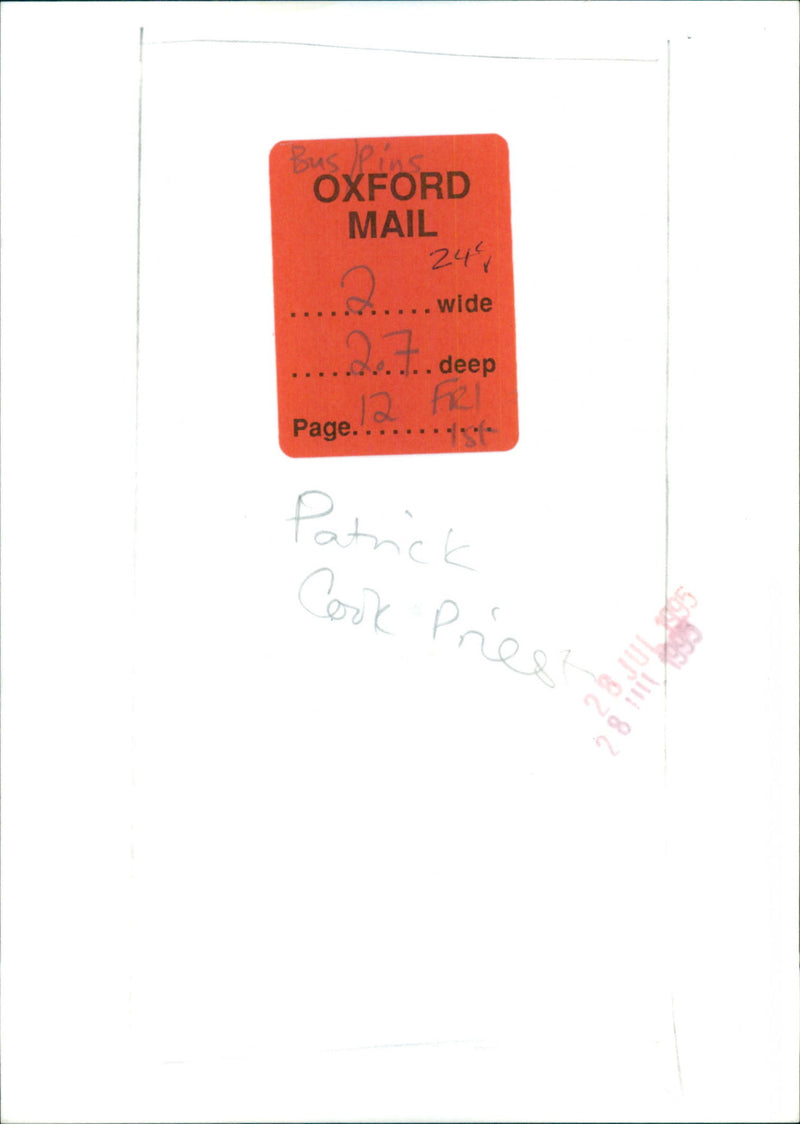 Bus/Pins
OXFORD
MAIL
24
2
...........wide
2.7
...........deep
12 FRI
Page...........
1st
Patrick
Cook Priest
28 JUL 1995
28 JUL 1995